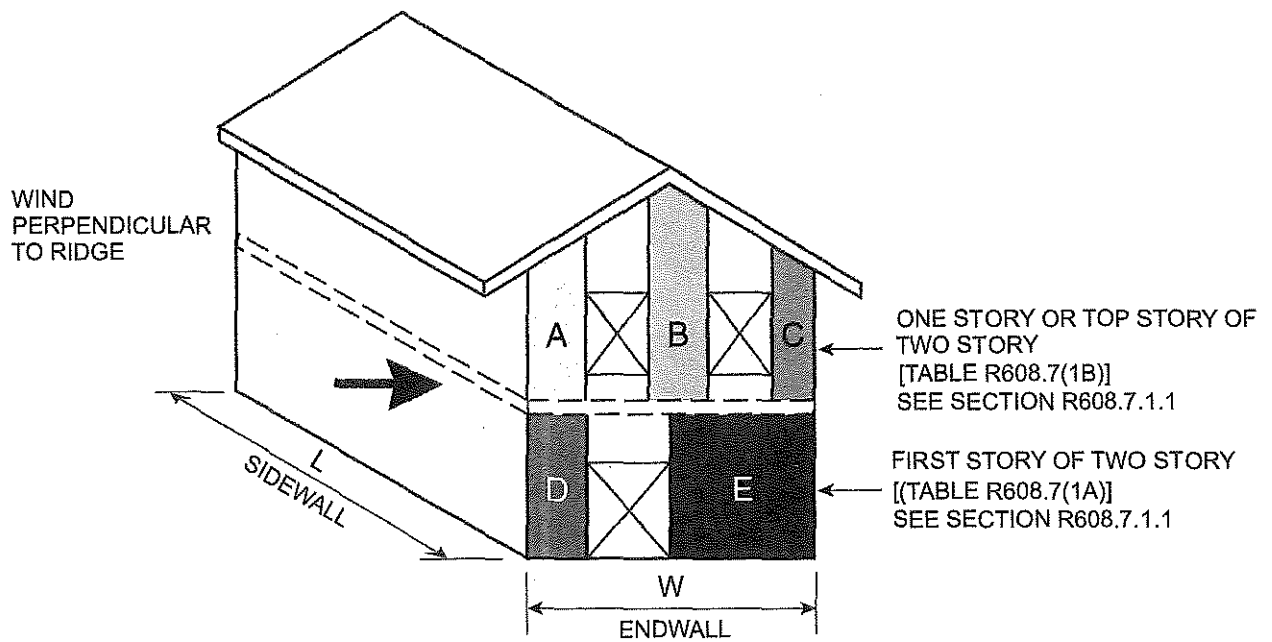 WIND
PERPENDICULAR
TO RIDGE
A
B
C
ONE STORY OR TOP STORY OF
TWO STORY
[TABLE R608.7(1B)]
SEE SECTION R608.7.1.1
D
E
FIRST STORY OF TWO STORY
[(TABLE R608.7(1A)]
SEE SECTION R608.7.1.1
L
SIDEWALL
W
ENDWALL